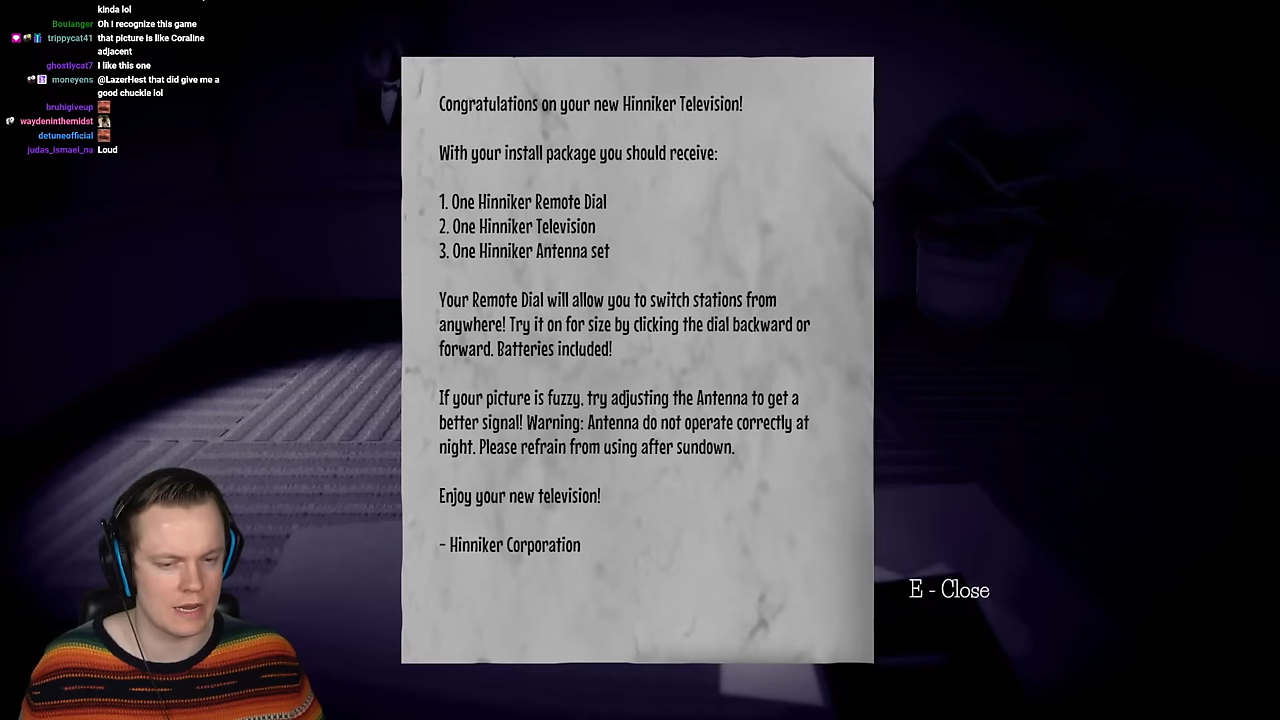 kinda lol
Boulanger Oh I recognize this game
trippycat41 that picture is like Coraline
adjacent
ghostlycat7 I like this one
moneyens @LazerHest that did give me a
good chuckle lol
bruhigiveup
waydeninthemidst
detuneofficial
judas_ismael_na Loud
Congratulations on your new Hinniker Television!
With your install package you should receive:
1. One Hinniker Remote Dial
2. One Hinniker Television
3. One Hinniker Antenna set
Your Remote Dial will allow you to switch stations from
anywhere! Try it on for size by clicking the dial backward or
forward. Batteries included!
If your picture is fuzzy, try adjusting the Antenna to get a
better signal! Warning: Antenna do not operate correctly at
night. Please refrain from using after sundown.
Enjoy your new television!
- Hinniker Corporation
E - Close